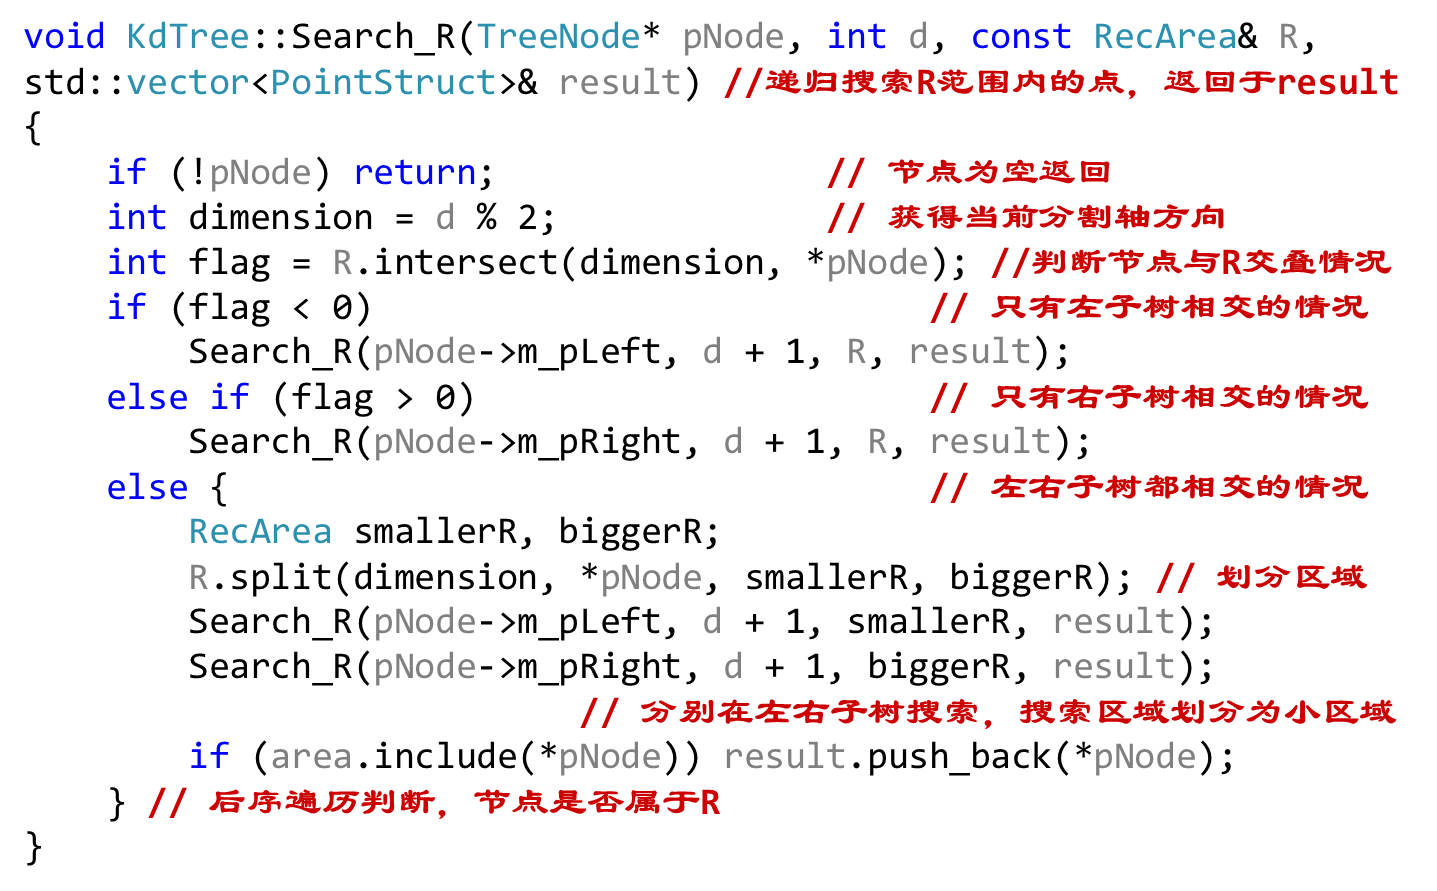 void KdTree::Search_R(TreeNode* pNode, int d, const RecArea& R,
std::vector<PointStruct>& result) //递归搜索R范围内的点，返回于result
{
    if (!pNode) return;                // 节点为空返回
    int dimension = d % 2;             // 获得当前分割轴方向
    int flag = R.intersect(dimension, *pNode); //判断节点与R交叠情况
    if (flag < 0)                           // 只有左子树相交的情况
        Search_R(pNode->m_pLeft, d + 1, R, result);
    else if (flag > 0)                      // 只有右子树相交的情况
        Search_R(pNode->m_pRight, d + 1, R, result);
    else {                                  // 左右子树都相交的情况
        RecArea smallerR, biggerR;
        R.split(dimension, *pNode, smallerR, biggerR); // 划分区域
        Search_R(pNode->m_pLeft, d + 1, smallerR, result);
        Search_R(pNode->m_pRight, d + 1, biggerR, result);
                           // 分别在左右子树搜索，搜索区域划分为小区域
        if (area.include(*pNode)) result.push_back(*pNode);
    } // 后序遍历判断，节点是否属于R
}